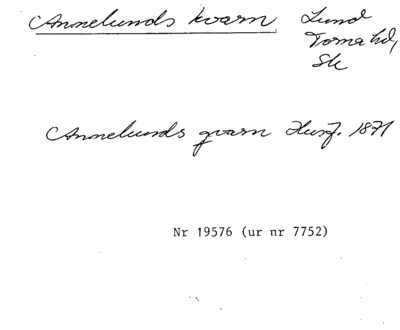 Annelunds kvarn Lund
Torna hd,
Sk
Annelunds qvarn Husf. 1871
Nr 19576 (ur nr 7752)